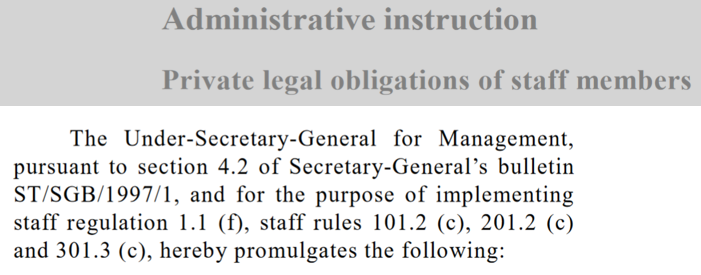 Administrative instruction
Private legal obligations of staff members
The Under-Secretary-General for Management,
pursuant to section 4.2 of Secretary-General's bulletin
ST/SGB/1997/1, and for the purpose of implementing
staff regulation 1.1 (f), staff rules 101.2 (c), 201.2 (c)
and 301.3 (c), hereby promulgates the following: